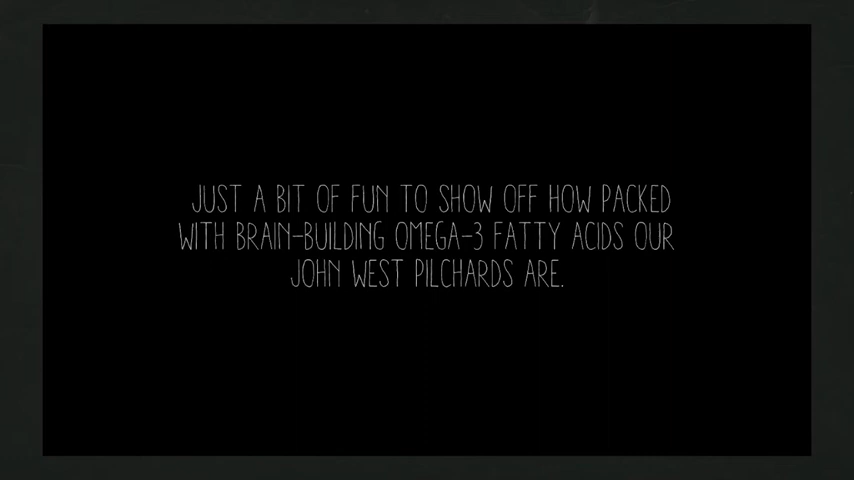 JUST A BIT OF FUN TO SHOW OFF HOW PACKED
WITH BRAIN-BUILDING OMEGA-3 FATTY ACIDS OUR
JOHN WEST PILCHARDS ARE.